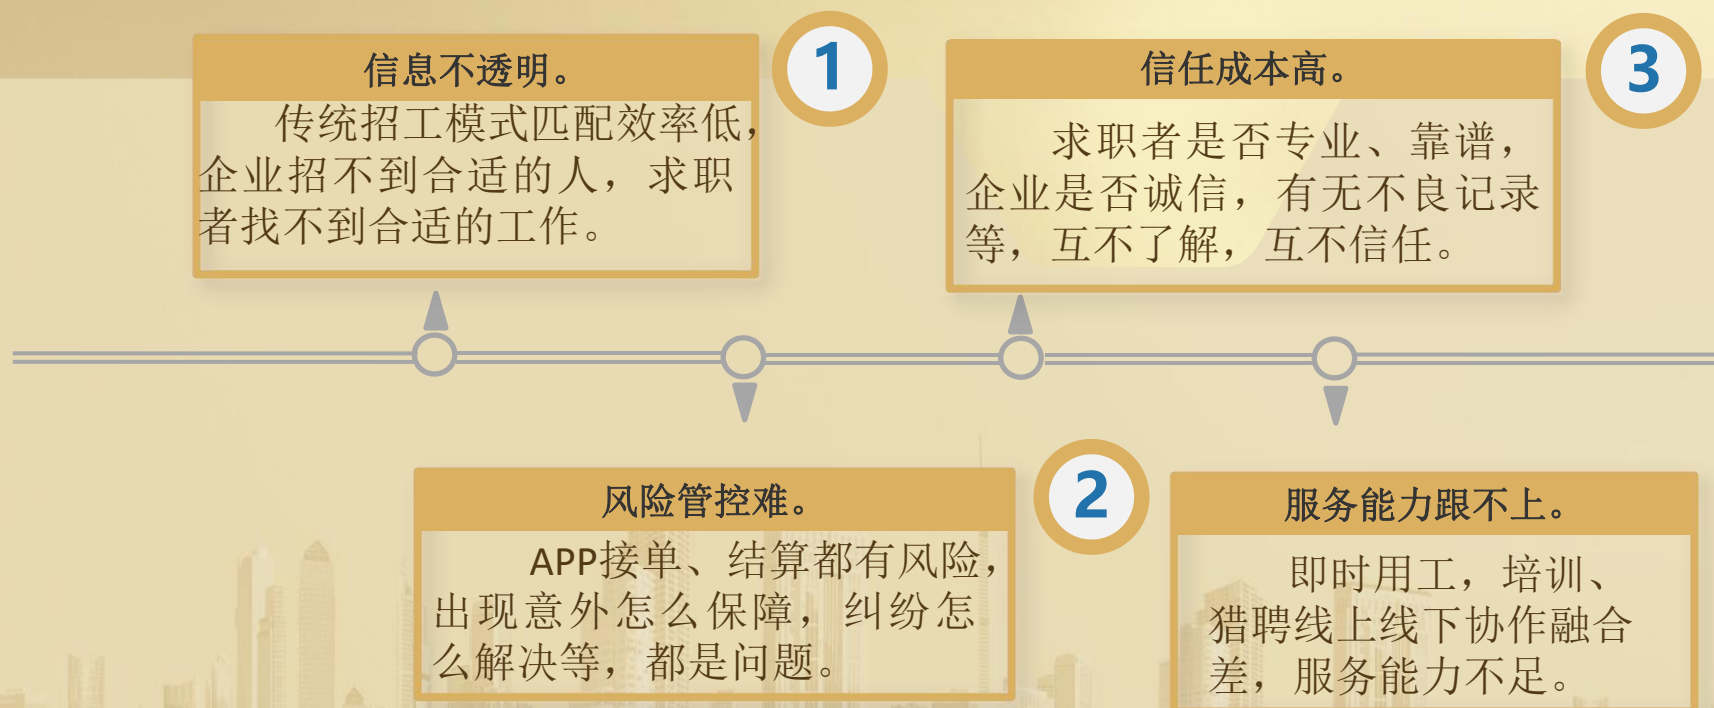 信息不透明。
传统招工模式匹配效率低，
企业招不到合适的人，求职
者找不到合适的工作。
1
风险管控难。
APP接单、结算都有风险，
出现意外怎么保障，纠纷怎
么解决等，都是问题。
2
信任成本高。
求职者是否专业、靠谱，
企业是否诚信，有无不良记录
等，互不了解，互不信任。
3
服务能力跟不上。
即时用工，培训、
猎聘线上线下协作融合
差，服务能力不足。